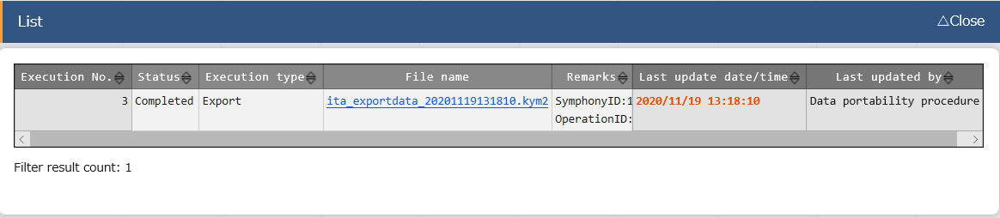 List △Close
Execution No. Status Execution type File name Remarks Last update date/time Last updated by
3 Completed Export ita_exportdata_20201119131810.kym2 SymphonyID:1 2020/11/19 13:18:10 Data portability procedure
OperationID:
Filter result count: 1